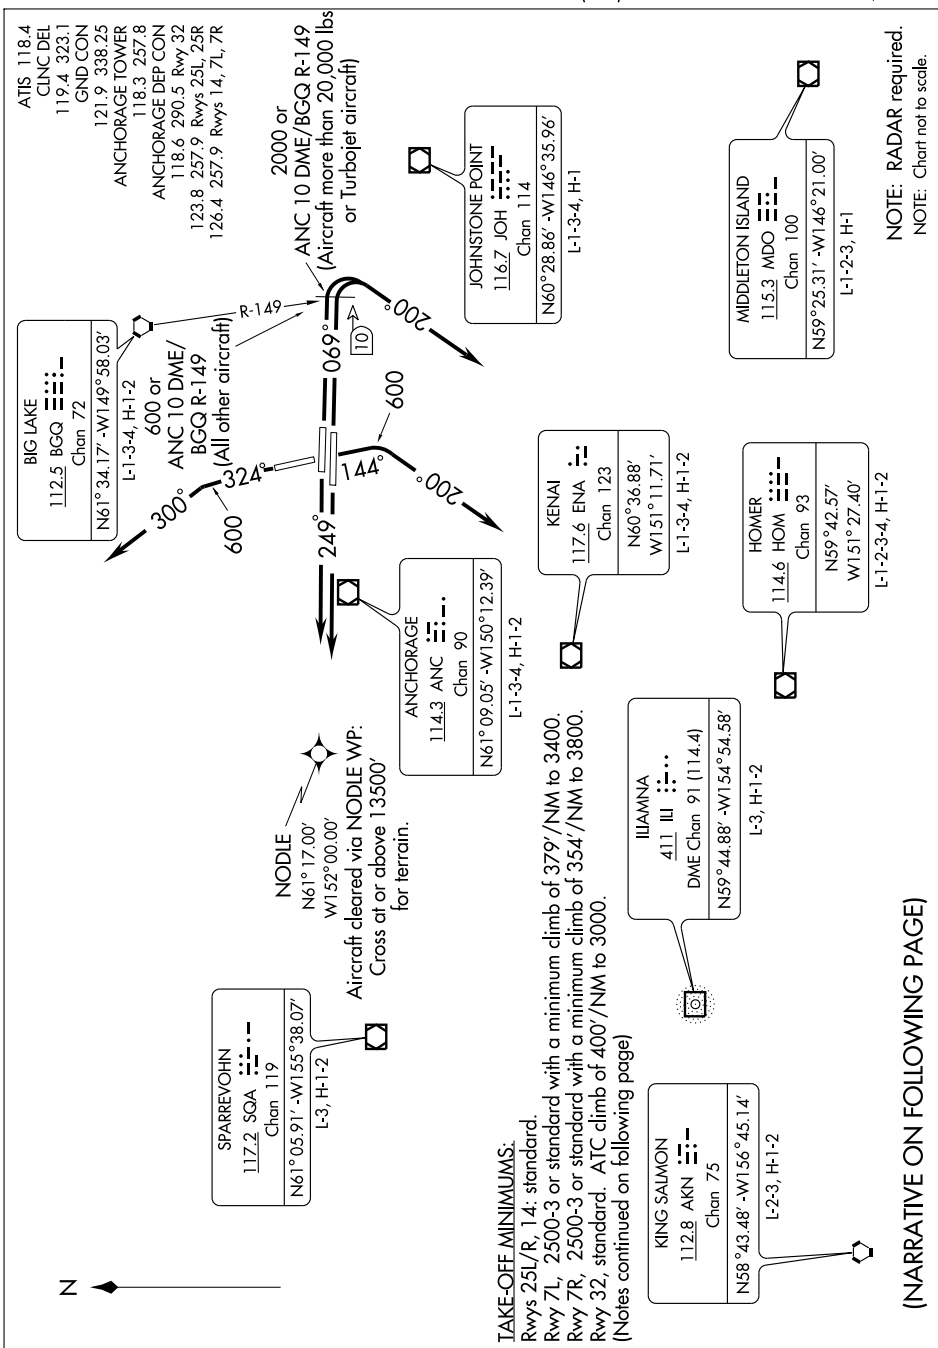 ATIS 118.4
CLNC DEL
119.4 323.1
GND CON
121.9 338.25
ANCHORAGE TOWER
118.3 257.8
ANCHORAGE DEP CON
118.6 290.5 Rwy 32
123.8 257.9 Rwys 25L, 25R
126.4 257.9 Rwys 14, 7L, 7R
N
BIG LAKE
112.5 BGQ
Chan 72
N61° 34.17' -W149°58.03'
L-1-3-4, H-1-2
R-149
600 or
ANC 10 DME/
BGQ R-149
(All other aircraft)
2000 or
ANC 10 DME/BGQ R-149
(Aircraft more than 20,000 lbs
or Turbojet aircraft)
300°
324°
600
249°
069°
10
200°
144°
600
200°
NODLE
N61° 17.00'
W152° 00.00'
Aircraft cleared via NODLE WP:
Cross at or above 13500'
for terrain.
SPARREVOHN
117.2 SQA
Chan 119
N61° 05.91' -W155°38.07'
L-3, H-1-2
ANCHORAGE
114.3 ANC
Chan 90
N61° 09.05' -W150°12.39'
L-1-3-4, H-1-2
JOHNSTONE POINT
116.7 JOH
Chan 114
N60°28.86' -W146°35.96'
L-1-3-4, H-1
TAKE-OFF MINIMUMS:
Rwys 25L/R, 14: standard.
Rwy 7L, 2500-3 or standard with a minimum climb of 379'/NM to 3400.
Rwy 7R, 2500-3 or standard with a minimum climb of 354'/NM to 3800.
Rwy 32, standard. ATC climb of 400'/NM to 3000.
(Notes continued on following page)
KENAI
117.6 ENA
Chan 123
N60°36.88'
W151°11.71'
L-1-3-4, H-1-2
ILIAMNA
411 ILI
DME Chan 91 (114.4)
N59°44.88' -W154°54.58'
L-3, H-1-2
HOMER
114.6 HOM
Chan 93
N59°42.57'
W151°27.40'
L-1-2-3-4, H-1-2
MIDDLETON ISLAND
115.3 MDO
Chan 100
N59°25.31' -W146°21.00'
L-1-2-3, H-1
KING SALMON
112.8 AKN
Chan 75
N58°43.48' -W156°45.14'
L-2-3, H-1-2
NOTE: RADAR required.
NOTE: Chart not to scale.
(NARRATIVE ON FOLLOWING PAGE)